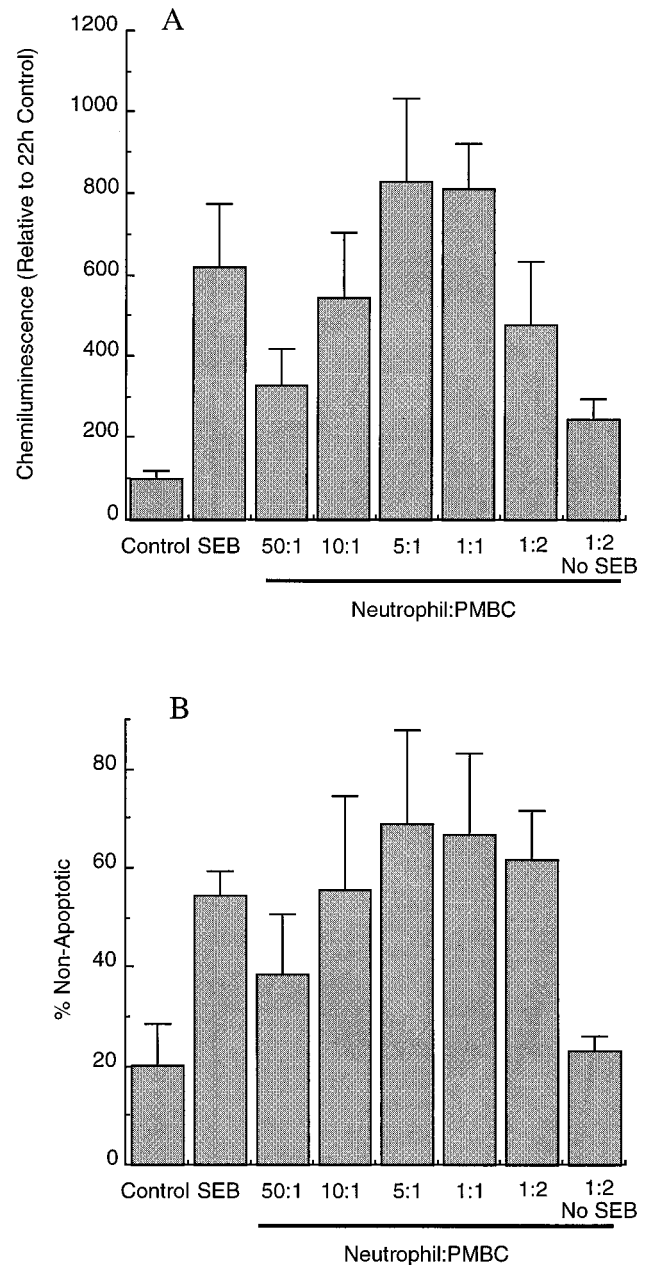 A
Chemiluminescence (Relative to 22h Control)
1200
1000
800
600
400
200
0
Control SEB 50:1 10:1 5:1 1:1 1:2 1:2
No SEB
Neutrophil:PMBC
B
% Non-Apoptotic
80
60
40
20
0
Control SEB 50:1 10:1 5:1 1:1 1:2 1:2
No SEB
Neutrophil:PMBC